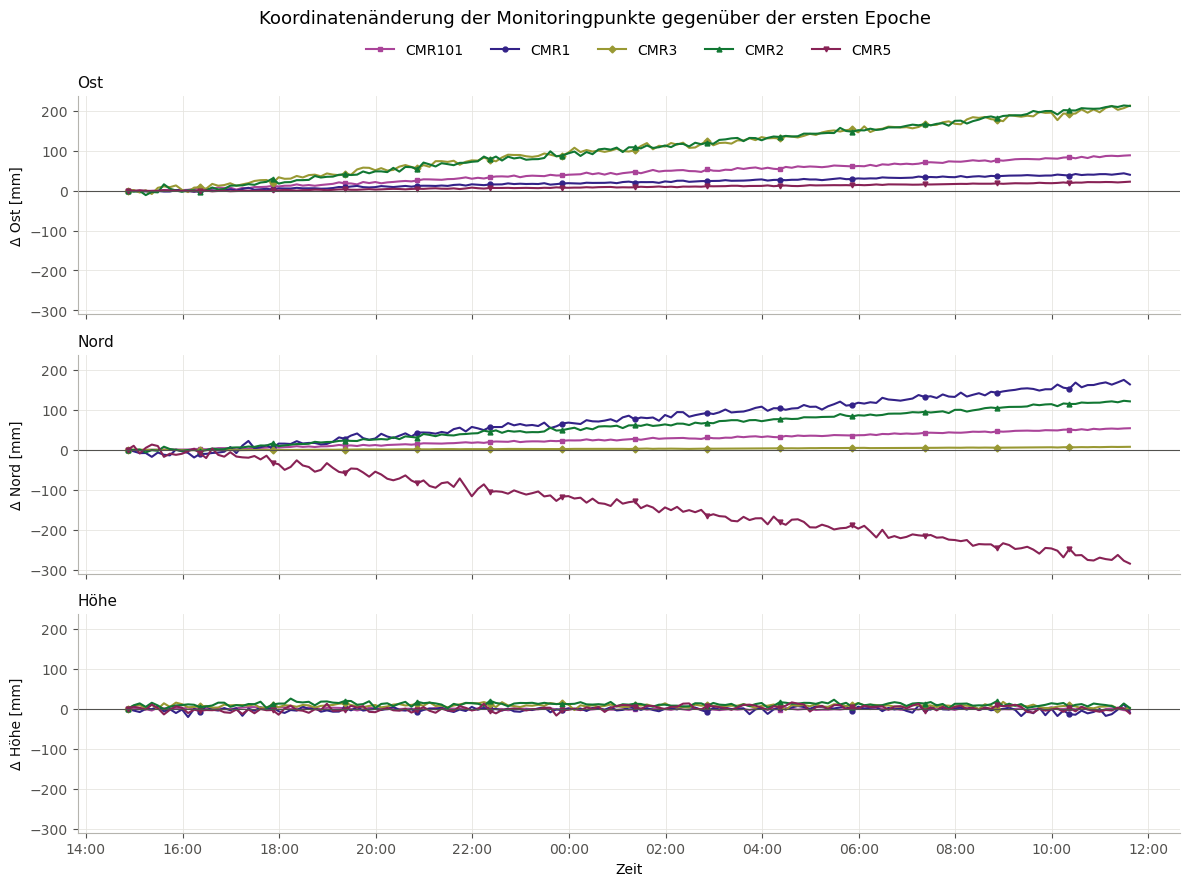 Koordinatenänderung der Monitoringpunkte gegenüber der ersten Epoche
CMR101 CMR1 CMR3 CMR2 CMR5
Ost
Δ Ost [mm]
200
100
0
−100
−200
−300
Nord
Δ Nord [mm]
200
100
0
−100
−200
−300
Höhe
Δ Höhe [mm]
200
100
0
−100
−200
−300
14:00 16:00 18:00 20:00 22:00 00:00 02:00 04:00 06:00 08:00 10:00 12:00
Zeit